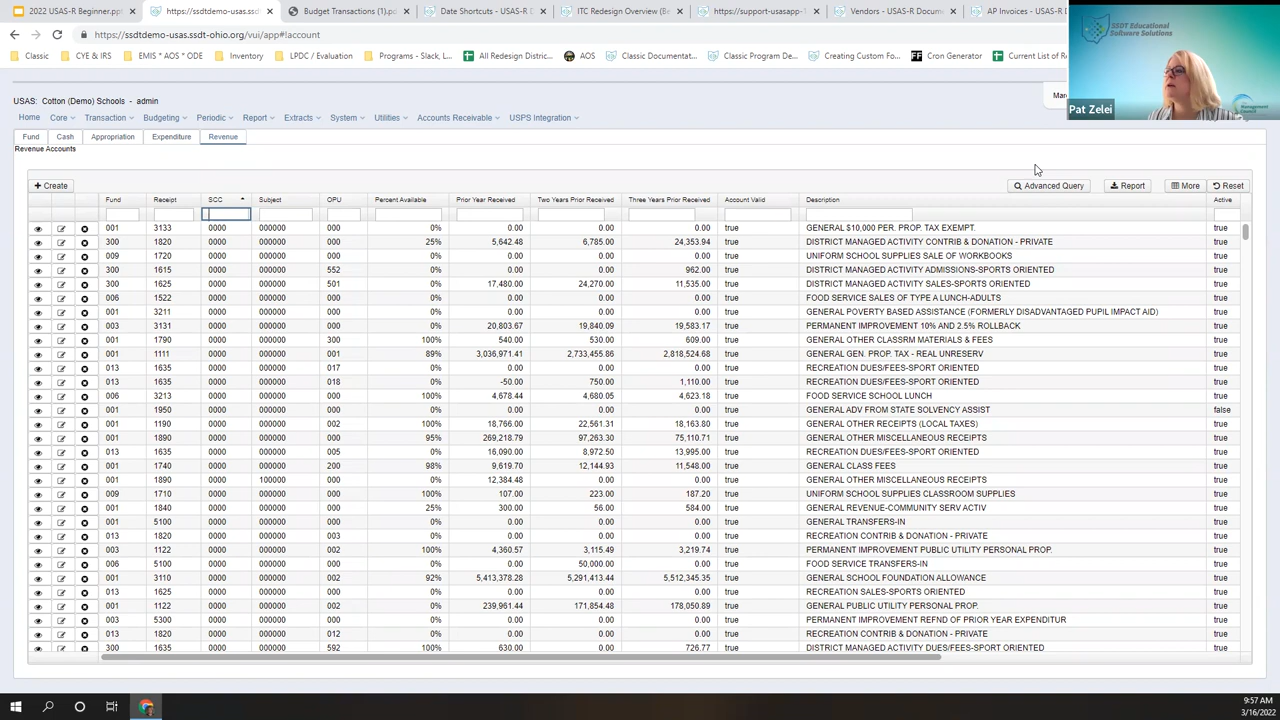 2022 USAS-R Beginner.pp
https://ssdtdemo-usas.ssdt-
Budget Transactions (1).pd
Date Shortcuts - USAS-R D
ITC Redesign Overview (B
https://support-usasapp-1
Vendors - USAS-R Docum
AP Invoices - USAS-R D
https://ssdtdemo-usas.ssdt-ohio.org/vui/app#!account
Classic
CYE & IRS
EMIS * AOS * ODE
Inventory
LPDC / Evaluation
Programs - Slack, L...
All Redesign Distric...
AOS
Classic Documentat...
Classic Program De...
Creating Custom Fo...
Cron Generator
Current List of Re
SSDT Educational
Software Solutions
Management
Council
Pat Zelei
USAS: Cotton (Demo) Schools - admin
Mar
Home Core Transaction Budgeting Periodic Report Extracts System Utilities Accounts Receivable USPS Integration
Fund Cash Appropriation Expenditure Revenue
Revenue Accounts
Create Advanced Query Report More Reset
Fund Receipt SCC Subject OPU Percent Available Prior Year Received Two Years Prior Received Three Years Prior Received Account Valid Description Active
001 3133 0000 000000 000 0% 0.00 0.00 0.00 true GENERAL $10,000 PER. PROP. TAX EXEMPT. true
300 1820 0000 000000 000 25% 5,642.48 6,785.00 24,353.94 true DISTRICT MANAGED ACTIVITY CONTRIB & DONATION - PRIVATE true
009 1720 0000 000000 000 0% 0.00 0.00 0.00 true UNIFORM SCHOOL SUPPLIES SALE OF WORKBOOKS true
300 1615 0000 000000 552 0% 0.00 0.00 962.00 true DISTRICT MANAGED ACTIVITY ADMISSIONS-SPORTS ORIENTED true
300 1625 0000 000000 501 0% 17,480.00 24,270.00 11,535.00 true DISTRICT MANAGED ACTIVITY SALES-SPORTS ORIENTED true
006 1522 0000 000000 000 0% 0.00 0.00 0.00 true FOOD SERVICE SALES OF TYPE A LUNCH-ADULTS true
001 3211 0000 000000 000 0% 0.00 0.00 0.00 true GENERAL POVERTY BASED ASSISTANCE (FORMERLY DISADVANTAGED PUPIL IMPACT AID) true
003 3131 0000 000000 000 0% 20,803.67 19,840.09 19,583.17 true PERMANENT IMPROVEMENT 10% AND 2.5% ROLLBACK true
001 1790 0000 000000 300 100% 540.00 530.00 609.00 true GENERAL OTHER CLASSRM MATERIALS & FEES true
001 1111 0000 000000 001 89% 3,036,971.41 2,733,455.86 2,818,524.68 true GENERAL GEN. PROP. TAX - REAL UNRESERV true
013 1635 0000 000000 017 0% 0.00 0.00 0.00 true RECREATION DUES/FEES-SPORT ORIENTED true
013 1635 0000 000000 018 0% -50.00 750.00 1,110.00 true RECREATION DUES/FEES-SPORT ORIENTED true
006 3213 0000 000000 000 100% 4,678.44 4,680.05 4,623.18 true FOOD SERVICE SCHOOL LUNCH true
001 1950 0000 000000 000 0% 0.00 0.00 0.00 true GENERAL ADV FROM STATE SOLVENCY ASSIST false
001 1190 0000 000000 002 100% 18,766.00 22,561.31 18,163.80 true GENERAL OTHER RECEIPTS (LOCAL TAXES) true
001 1890 0000 000000 000 95% 269,218.79 97,263.30 75,110.71 true GENERAL OTHER MISCELLANEOUS RECEIPTS true
013 1635 0000 000000 005 0% 16,090.00 8,972.50 13,995.00 true RECREATION DUES/FEES-SPORT ORIENTED true
001 1740 0000 000000 200 98% 9,619.70 12,144.93 11,548.00 true GENERAL CLASS FEES true
001 1890 0000 100000 000 0% 12,384.48 0.00 0.00 true GENERAL OTHER MISCELLANEOUS RECEIPTS true
009 1710 0000 000000 000 100% 107.00 223.00 187.20 true UNIFORM SCHOOL SUPPLIES CLASSROOM SUPPLIES true
001 1840 0000 000000 000 25% 300.00 56.00 584.00 true GENERAL REVENUE-COMMUNITY SERV ACTIV true
001 5100 0000 000000 000 0% 0.00 0.00 0.00 true GENERAL TRANSFERS-IN true
013 1820 0000 000000 003 0% 0.00 0.00 0.00 true RECREATION CONTRIB & DONATION - PRIVATE true
003 1122 0000 000000 002 100% 4,360.57 3,115.49 3,219.74 true PERMANENT IMPROVEMENT PUBLIC UTILITY PERSONAL PROP. true
006 5100 0000 000000 000 0% 0.00 50,000.00 0.00 true FOOD SERVICE TRANSFERS-IN true
001 3110 0000 000000 002 92% 5,413,378.28 5,291,413.44 5,512,345.35 true GENERAL SCHOOL FOUNDATION ALLOWANCE true
013 1625 0000 000000 000 0% 0.00 0.00 0.00 true RECREATION SALES-SPORTS ORIENTED true
001 1122 0000 000000 002 0% 239,961.44 171,854.48 178,050.89 true GENERAL PUBLIC UTILITY PERSONAL PROP. true
003 5300 0000 000000 000 0% 0.00 0.00 0.00 true PERMANENT IMPROVEMENT REFND OF PRIOR YEAR EXPENDITUR true
013 1820 0000 000000 012 0% 0.00 0.00 0.00 true RECREATION CONTRIB & DONATION - PRIVATE true
300 1635 0000 000000 592 100% 630.00 0.00 726.77 true DISTRICT MANAGED ACTIVITY DUES/FEES-SPORT ORIENTED true
9:57 AM
3/16/2022